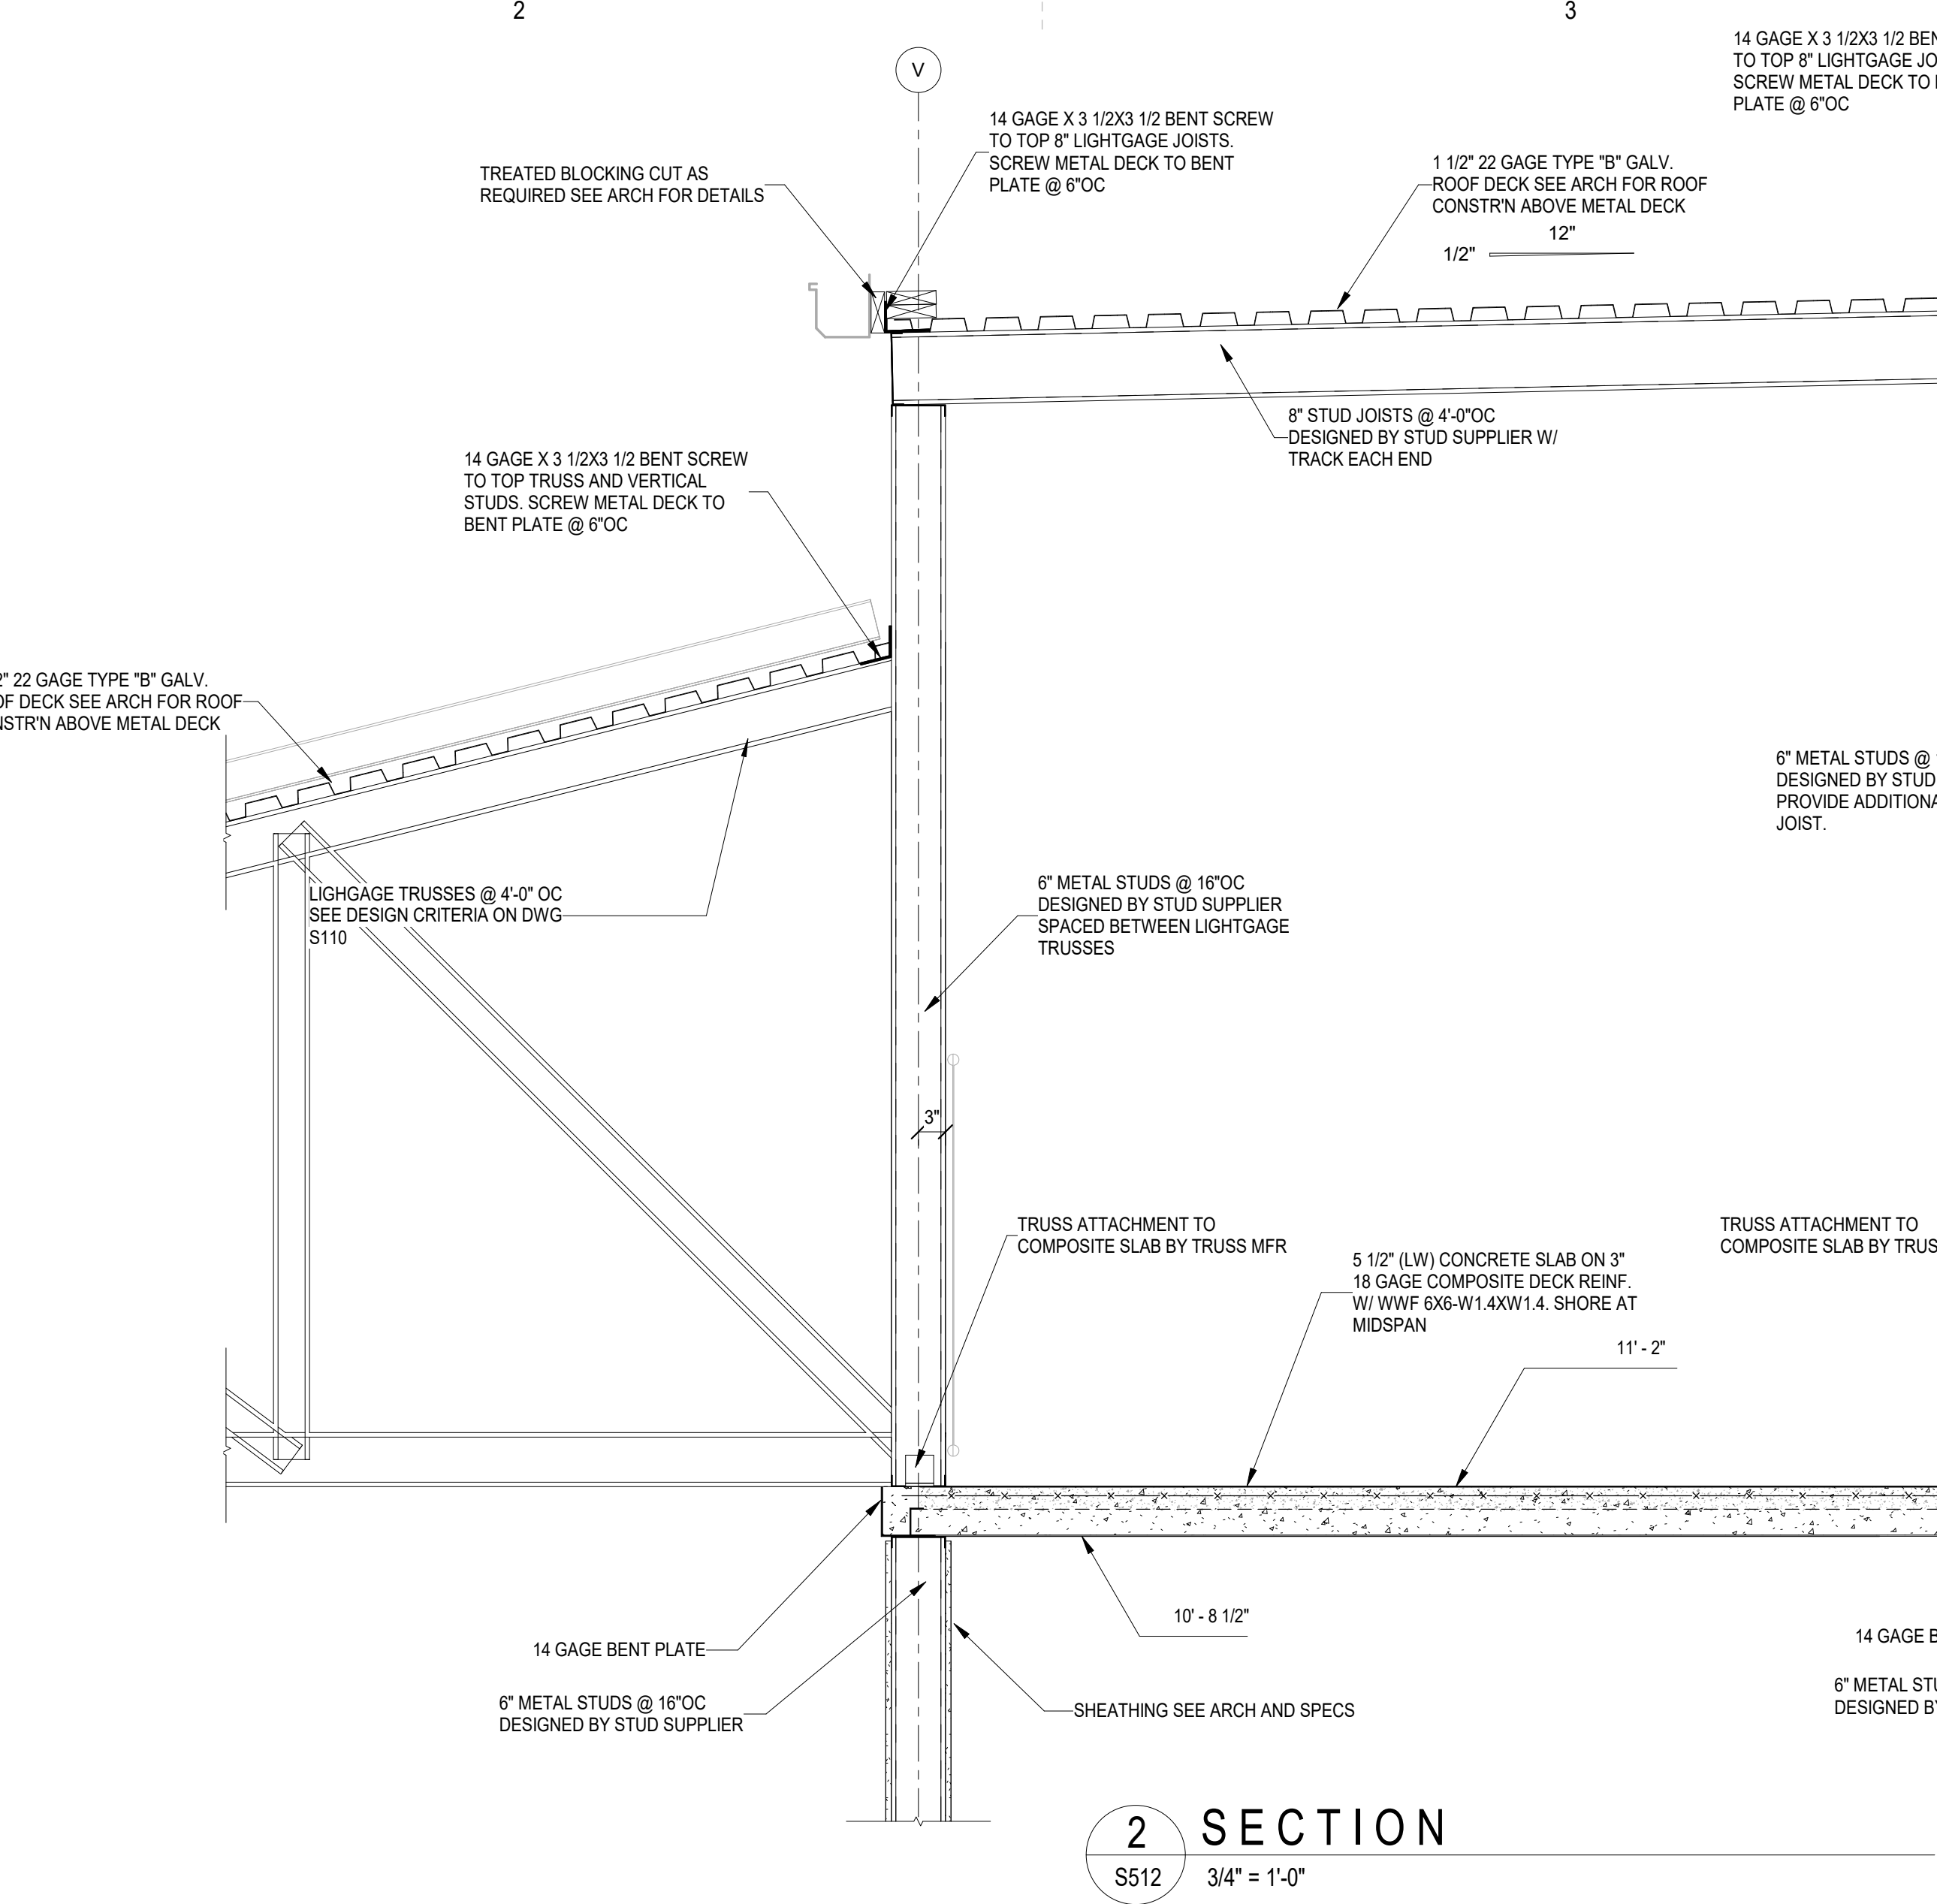 2
3
V
14 GAGE X 3 1/2X3 1/2 BENT SCREW
TO TOP 8" LIGHTGAGE JOISTS.
SCREW METAL DECK TO BENT
PLATE @ 6"OC
14 GAGE X 3 1/2X3 1/2
TO TOP 8" LIGHTGAGE
SCREW METAL DECK TO
PLATE @ 6"OC
TREATED BLOCKING CUT AS
REQUIRED SEE ARCH FOR DETAILS
1 1/2" 22 GAGE TYPE "B" GALV.
ROOF DECK SEE ARCH FOR ROOF
CONSTR'N ABOVE METAL DECK
12"
1/2"
8" STUD JOISTS @ 4'-0"OC
DESIGNED BY STUD SUPPLIER W/
TRACK EACH END
14 GAGE X 3 1/2X3 1/2 BENT SCREW
TO TOP TRUSS AND VERTICAL
STUDS. SCREW METAL DECK TO
BENT PLATE @ 6"OC
22 GAGE TYPE "B" GALV.
DECK SEE ARCH FOR ROOF
ABOVE METAL DECK
LIGHGAGE TRUSSES @ 4'-0" OC
SEE DESIGN CRITERIA ON DWG
S110
6" METAL STUDS @ 16"OC
DESIGNED BY STUD SUPPLIER
SPACED BETWEEN LIGHTGAGE
TRUSSES
6" METAL STUDS @
DESIGNED BY STUD
PROVIDE
JOIST.
3"
TRUSS ATTACHMENT TO
COMPOSITE SLAB BY TRUSS MFR
5 1/2" (LW) CONCRETE SLAB ON 3"
18 GAGE COMPOSITE DECK REINF.
W/ WWF 6X6-W1.4XW1.4. SHORE AT
MIDSPAN
TRUSS ATTACHMENT TO
COMPOSITE SLAB BY
11' - 2"
10' - 8 1/2"
14 GAGE BENT PLATE
6" METAL STUDS @ 16"OC
DESIGNED BY STUD SUPPLIER
SHEATHING SEE ARCH AND SPECS
14 GAGE
6" METAL
DESIGNED
2
SECTION
S512
3/4" = 1'-0"